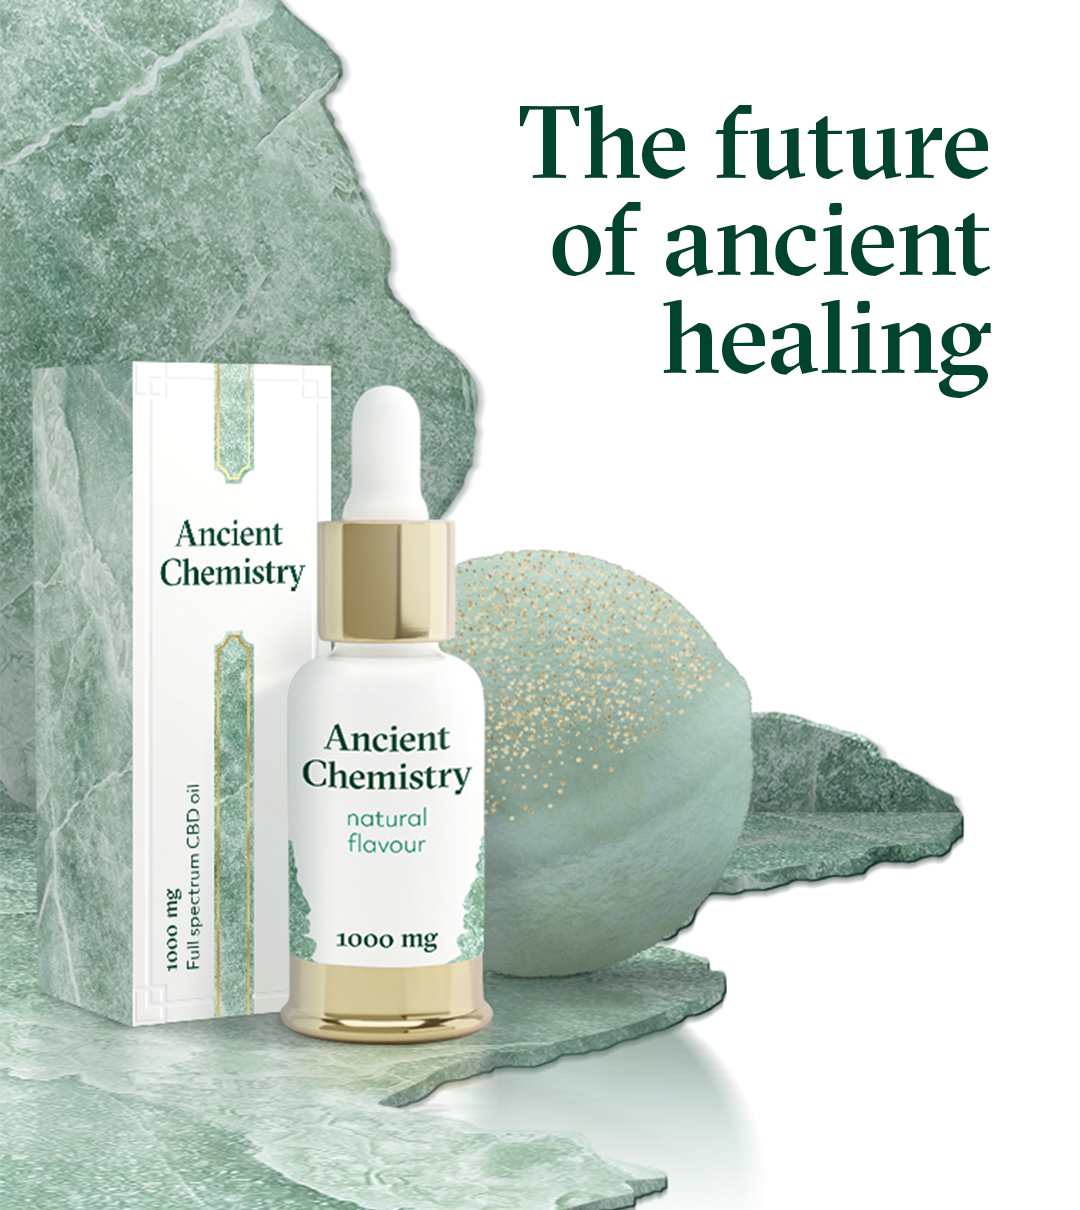 The future
of ancient
healing
Ancient
Chemistry
1000 mg
Full spectrum CBD oil
Ancient
Chemistry
natural
flavour
1000 mg